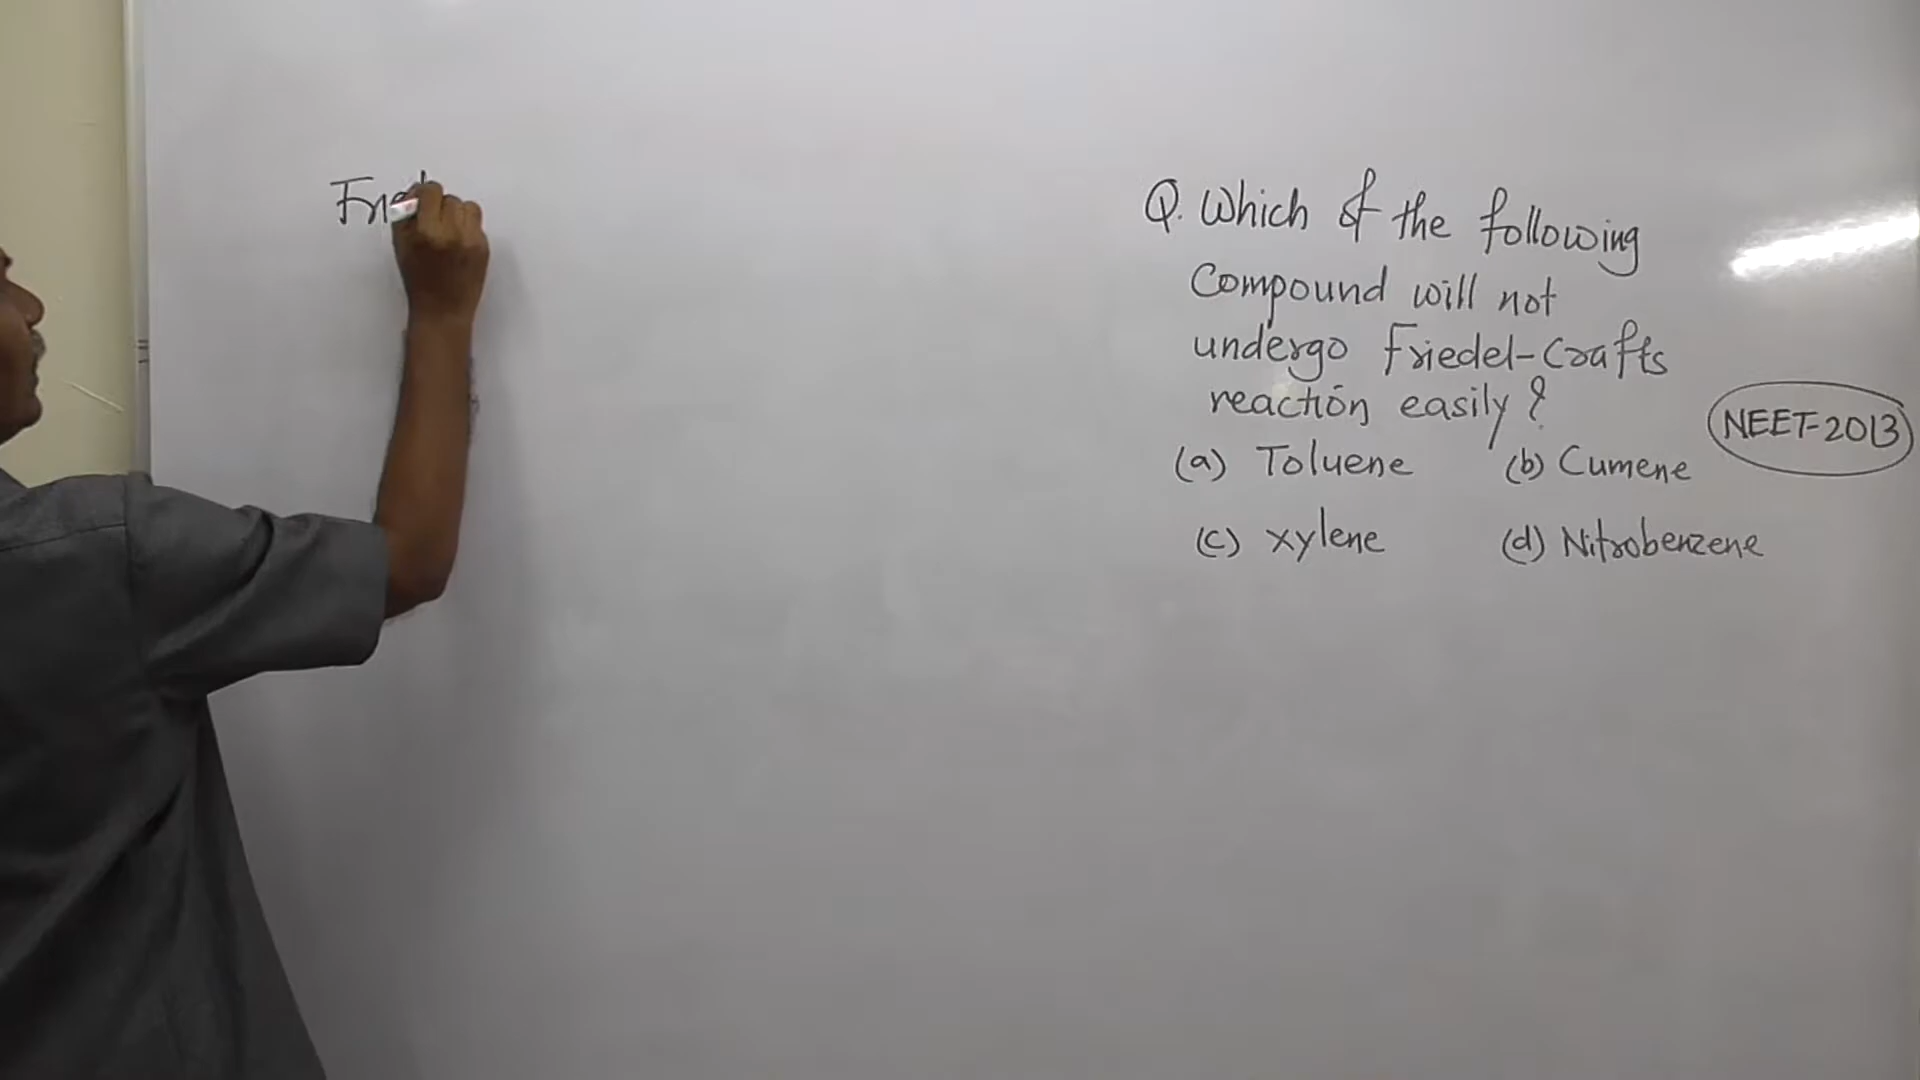 Q. Which of the following
Compound will not
undergo Friedel-Crafts
reaction easily?
NEET-2013
(a) Toluene (b) Cumene
(c) xylene (d) Nitrobenzene